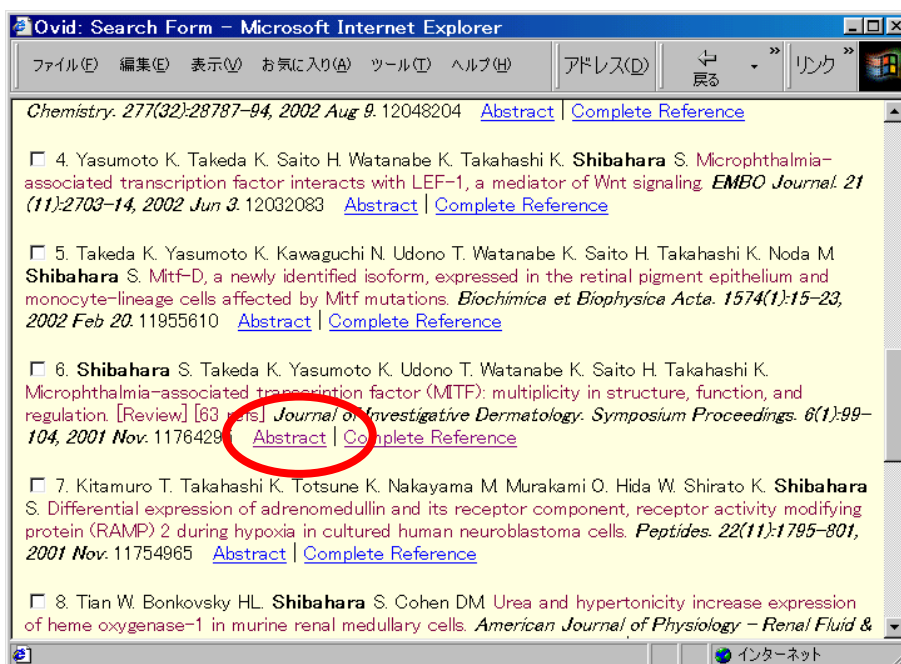 Ovid: Search Form - Microsoft Internet Explorer
ファイル(F) 編集(E) 表示(V) お気に入り(A) ツール(T) ヘルプ(H) アドレス(D) 戻る » リンク »
Chemistry. 277(32):28787-94, 2002 Aug 9. 12048204 Abstract | Complete Reference
4. Yasumoto K. Takeda K. Saito H. Watanabe K. Takahashi K. Shibahara S. Microphthalmia-
associated transcription factor interacts with LEF-1, a mediator of Wnt signaling. EMBO Journal. 21
(11):2703-14, 2002 Jun 3. 12032083 Abstract | Complete Reference
5. Takeda K. Yasumoto K. Kawaguchi N. Udono T. Watanabe K. Saito H. Takahashi K. Noda M.
Shibahara S. Mitf-D, a newly identified isoform, expressed in the retinal pigment epithelium and
monocyte-lineage cells affected by Mitf mutations. Biochimica et Biophysica Acta. 1574(1):15-23,
2002 Feb 20. 11955610 Abstract | Complete Reference
6. Shibahara S. Takeda K. Yasumoto K. Udono T. Watanabe K. Saito H. Takahashi K.
Microphthalmia-associated transcription factor (MITF): multiplicity in structure, function, and
regulation. [Review] [63 refs] Journal of Investigative Dermatology. Symposium Proceedings. 6(1):99-
104, 2001 Nov. Abstract | Complete Reference
7. Kitamuro T. Takahashi K. Totsune K. Nakayama M. Murakami O. Hida W. Shirato K. Shibahara
S. Differential expression of adrenomedullin and its receptor component, receptor activity modifying
protein (RAMP) 2 during hypoxia in cultured human neuroblastoma cells. Peptides. 22(11):1795-801,
2001 Nov. 11754965 Abstract | Complete Reference
8. Tian W. Bonkovsky HL. Shibahara S. Cohen DM. Urea and hypertonicity increase expression
of heme oxygenase-1 in murine renal medullary cells. American Journal of Physiology - Renal Fluid &
インターネット